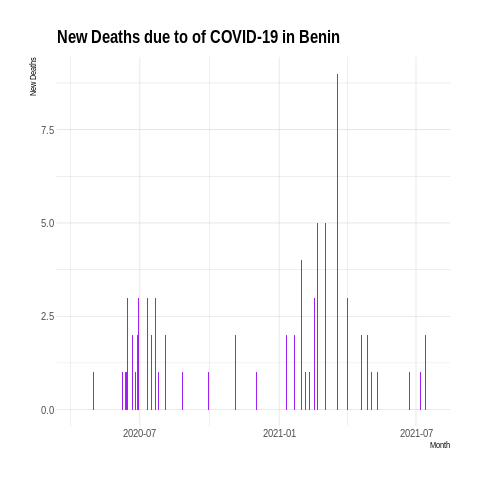 New Deaths due to of COVID-19 in Benin
New Deaths
7.5
5.0
2.5
0.0
2020-07
2021-01
2021-07
Month